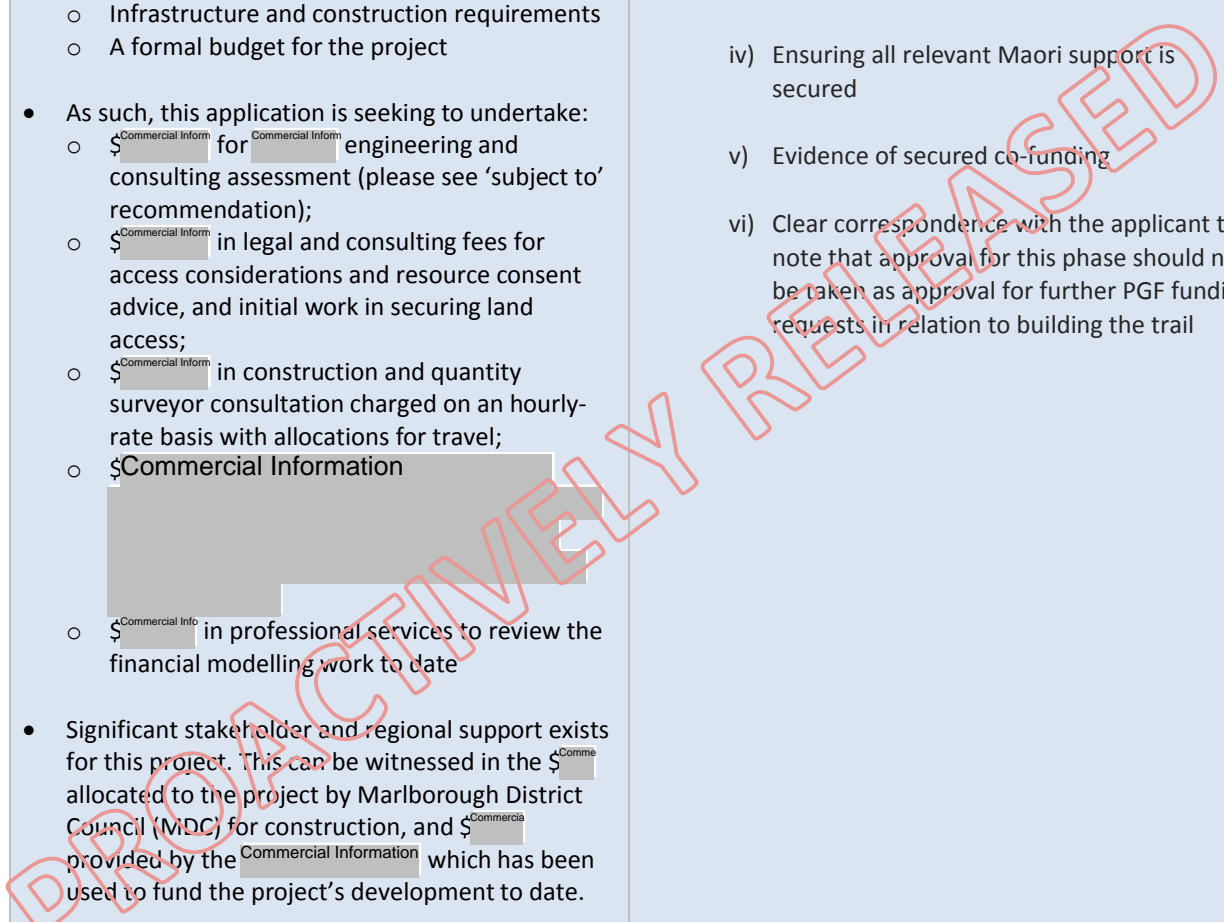 o Infrastructure and construction requirements
o A formal budget for the project
• As such, this application is seeking to undertake:
o $Commercial Inform for Commercial Inform engineering and
consulting assessment (please see ‘subject to’
recommendation);
o $Commercial Inform in legal and consulting fees for
access considerations and resource consent
advice, and initial work in securing land
access;
o $Commercial Inform in construction and quantity
surveyor consultation charged on an hourly-
rate basis with allocations for travel;
o $Commercial Information
o $Commercial Info in professional services to review the
financial modelling work to date
• Significant stakeholder and regional support exists
for this project. This can be witnessed in the $Comme
allocated to the project by Marlborough District
Council (MDC) for construction, and $Commercia
provided by the Commercial Information which has been
used to fund the project’s development to date.
iv) Ensuring all relevant Maori support is
secured
v) Evidence of secured co-funding
vi) Clear correspondence with the applicant t
note that approval for this phase should n
be taken as approval for further PGF fundi
requests in relation to building the trail
PROACTIVELY RELEASED